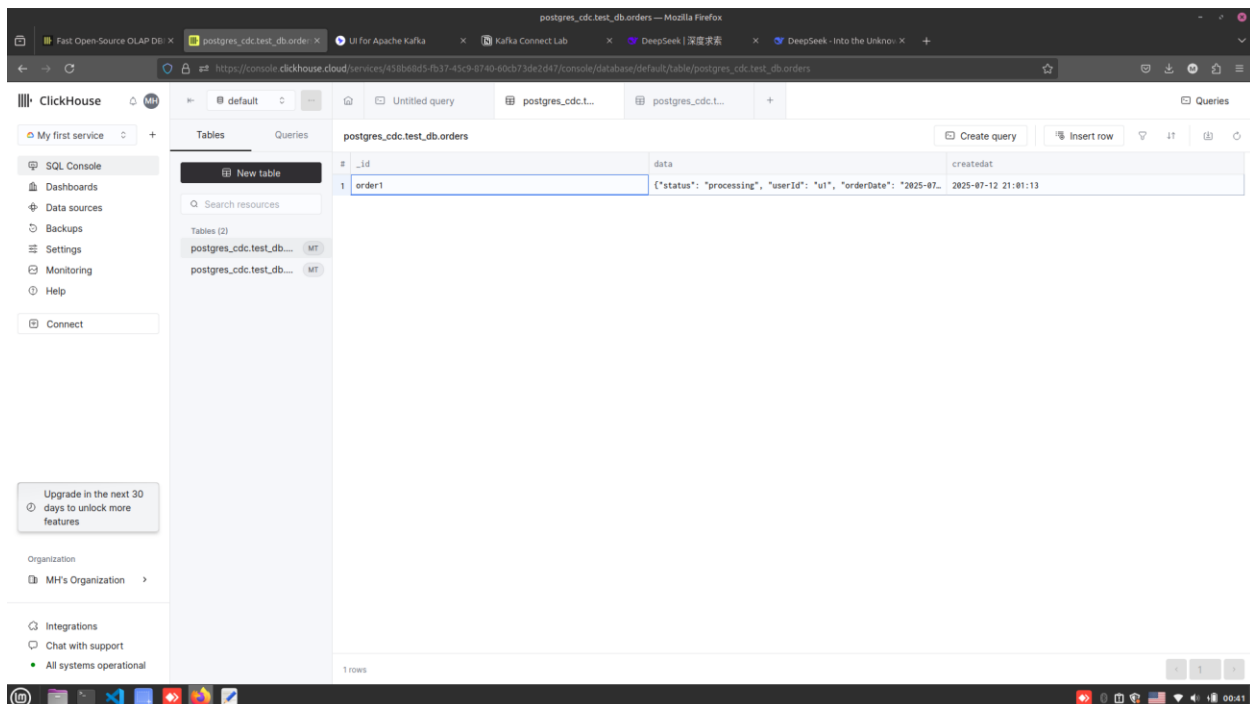 postgres_cdc.test_db.orders — Mozilla Firefox
Fast Open-Source OLAP DB
postgres_cdc.test_db.order
UI for Apache Kafka
Kafka Connect Lab
DeepSeek | 深度求索
DeepSeek - Into the Unknov
https://console.clickhouse.cloud/services/458b68d5-fb37-45c9-8740-60cb73de2d47/console/database/default/table/postgres_cdc.test_db.orders
ClickHouse
MH
default
Untitled query
postgres_cdc.t...
postgres_cdc.t...
Queries
My first service
Tables
Queries
postgres_cdc.test_db.orders
Create query
Insert row
SQL Console
Dashboards
Data sources
Backups
Settings
Monitoring
Help
Connect
New table
Search resources
Tables (2)
postgres_cdc.test_db.... MT
postgres_cdc.test_db.... MT
# _id data createdat
1 order1 {"status": "processing", "userId": "u1", "orderDate": "2025-07… 2025-07-12 21:01:13
Upgrade in the next 30
days to unlock more
features
Organization
MH's Organization
Integrations
Chat with support
All systems operational
1 rows
1
00:41